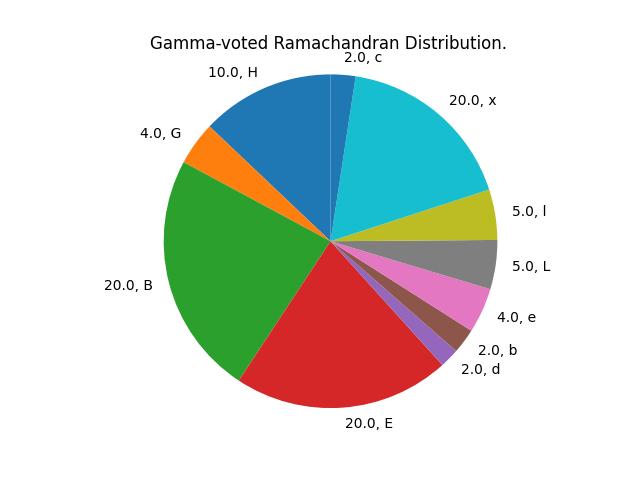 Gamma-voted Ramachandran Distribution.
2.0, c
10.0, H
20.0, x
4.0, G
5.0, l
5.0, L
20.0, B
4.0, e
2.0, b
2.0, d
20.0, E